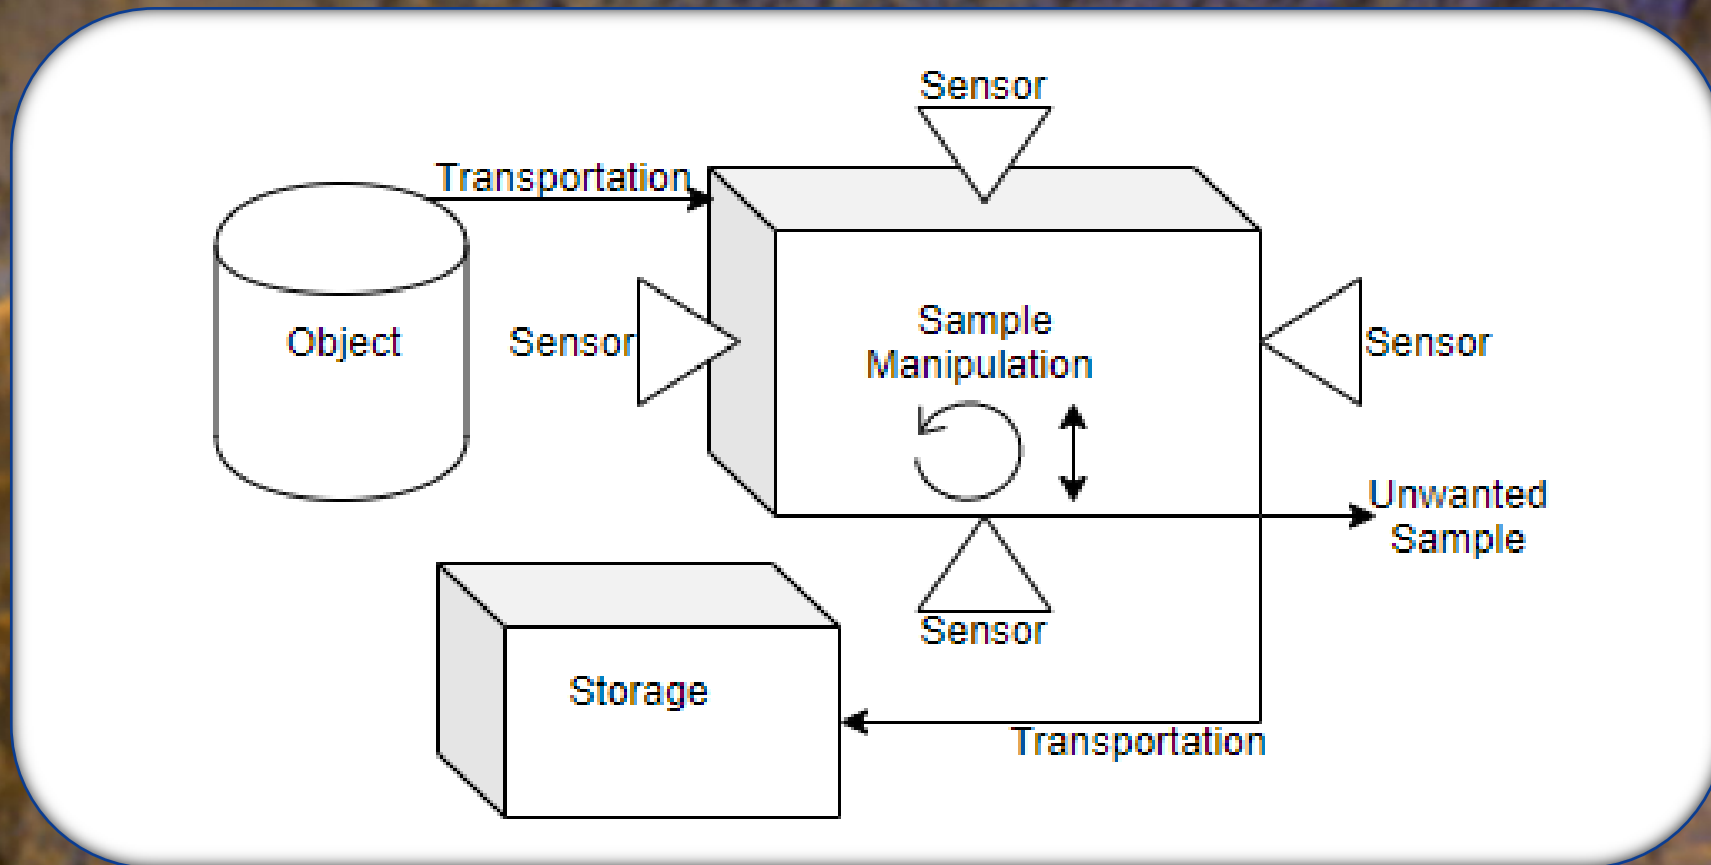 Sensor
Transportation
Object
Sensor
Sample
Manipulation
Sensor
Unwanted
Sample
Sensor
Storage
Transportation